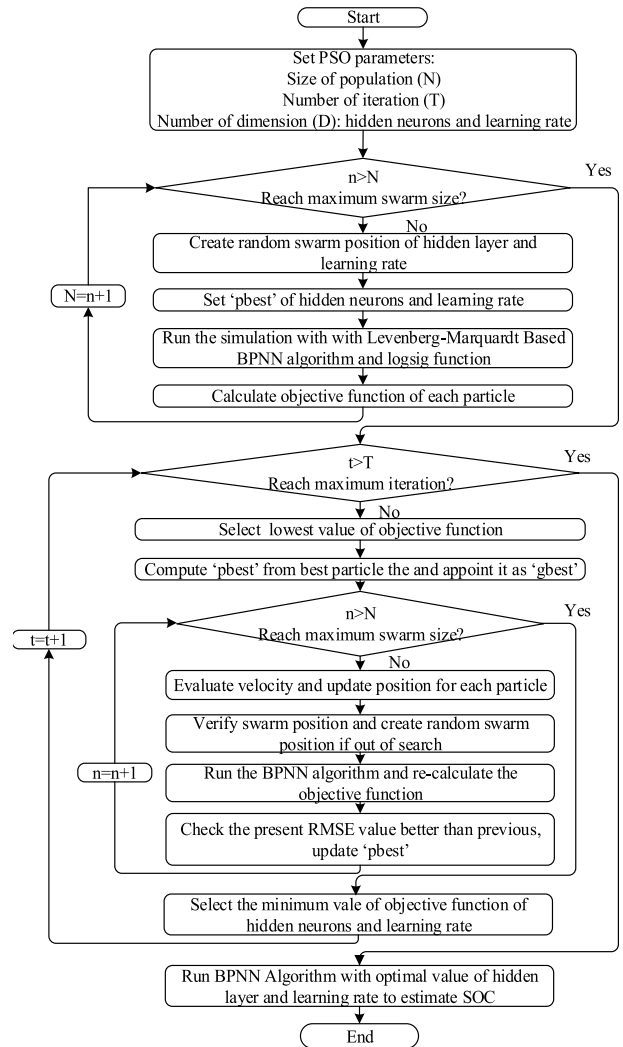 Start
Set PSO parameters:
Size of population (N)
Number of iteration (T)
Number of dimension (D): hidden neurons and learning rate
n>N
Reach maximum swarm size?
Yes
No
Create random swarm position of hidden layer and
learning rate
N=n+1
Set ‘pbest’ of hidden neurons and learning rate
Run the simulation with with Levenberg-Marquardt Based
BPNN algorithm and logsig function
Calculate objective function of each particle
t>T
Reach maximum iteration?
Yes
No
Select lowest value of objective function
Compute ‘pbest’ from best particle the and appoint it as ‘gbest’
n>N
Reach maximum swarm size?
Yes
t=t+1
No
Evaluate velocity and update position for each particle
Verify swarm position and create random swarm
position if out of search
n=n+1
Run the BPNN algorithm and re-calculate the
objective function
Check the present RMSE value better than previous,
update ‘pbest’
Select the minimum vale of objective function of
hidden neurons and learning rate
Run BPNN Algorithm with optimal value of hidden
layer and learning rate to estimate SOC
End